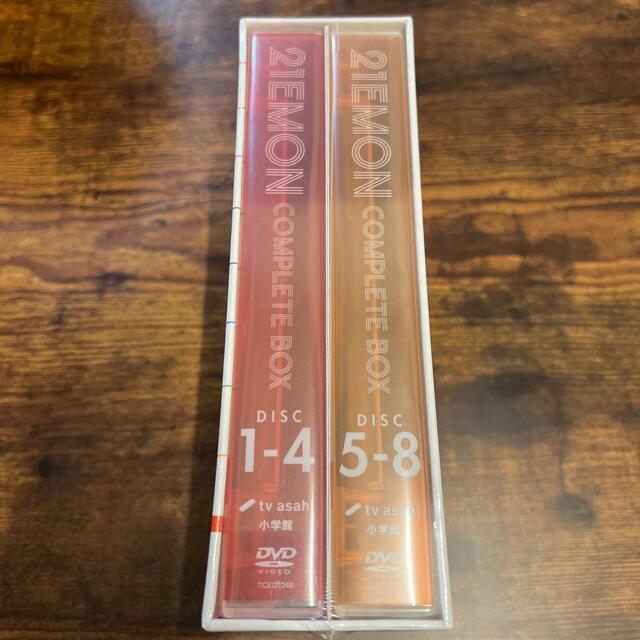 21EMON COMPLETE BOX
DISC
1-4
tv asahi
小学館
DVD
VIDEO
21EMON COMPLETE BOX
DISC
5-8
tv asahi
小学館
DVD
VIDEO